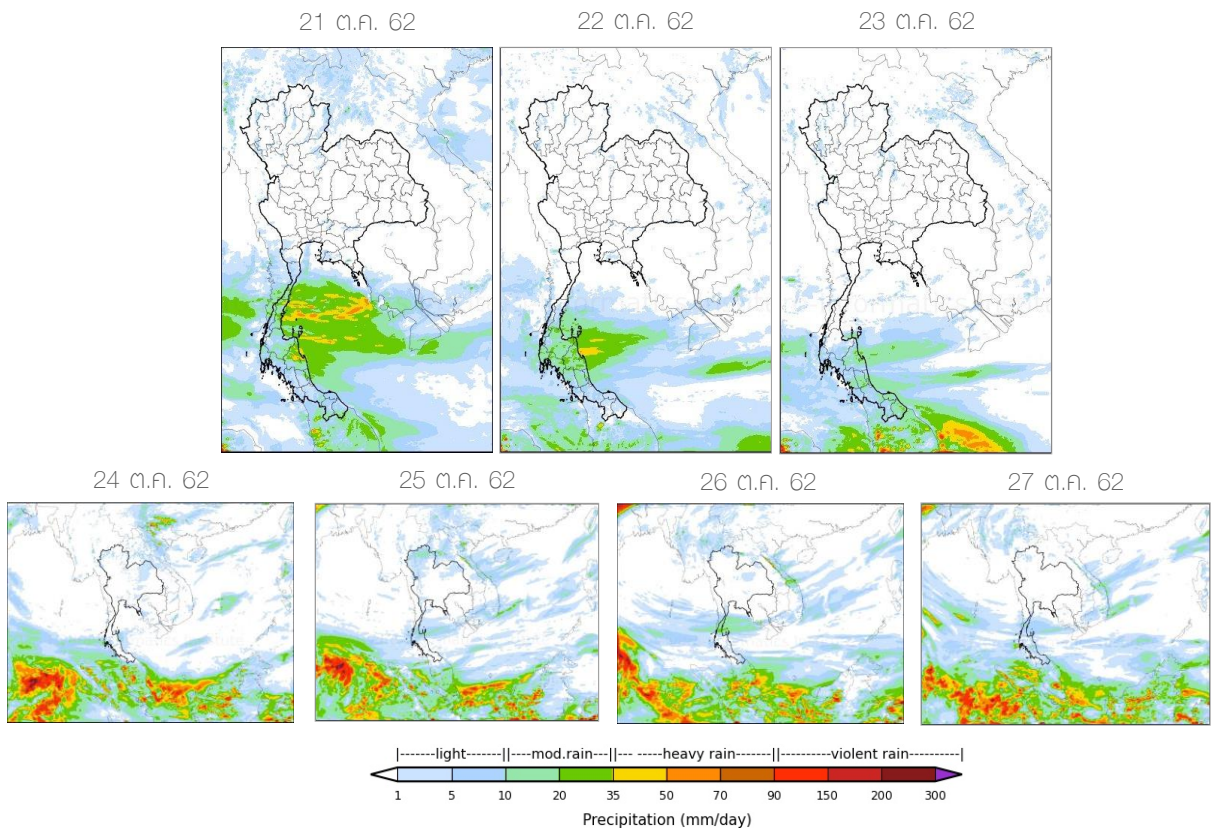 21 ต.ค. 62
22 ต.ค. 62
23 ต.ค. 62
24 ต.ค. 62
25 ต.ค. 62
26 ต.ค. 62
27 ต.ค. 62
|-------light-------||---mod.rain---||--- -----heavy rain-------||---------violent rain---------|
1 5 10 20 35 50 70 90 150 200 300
Precipitation (mm/day)